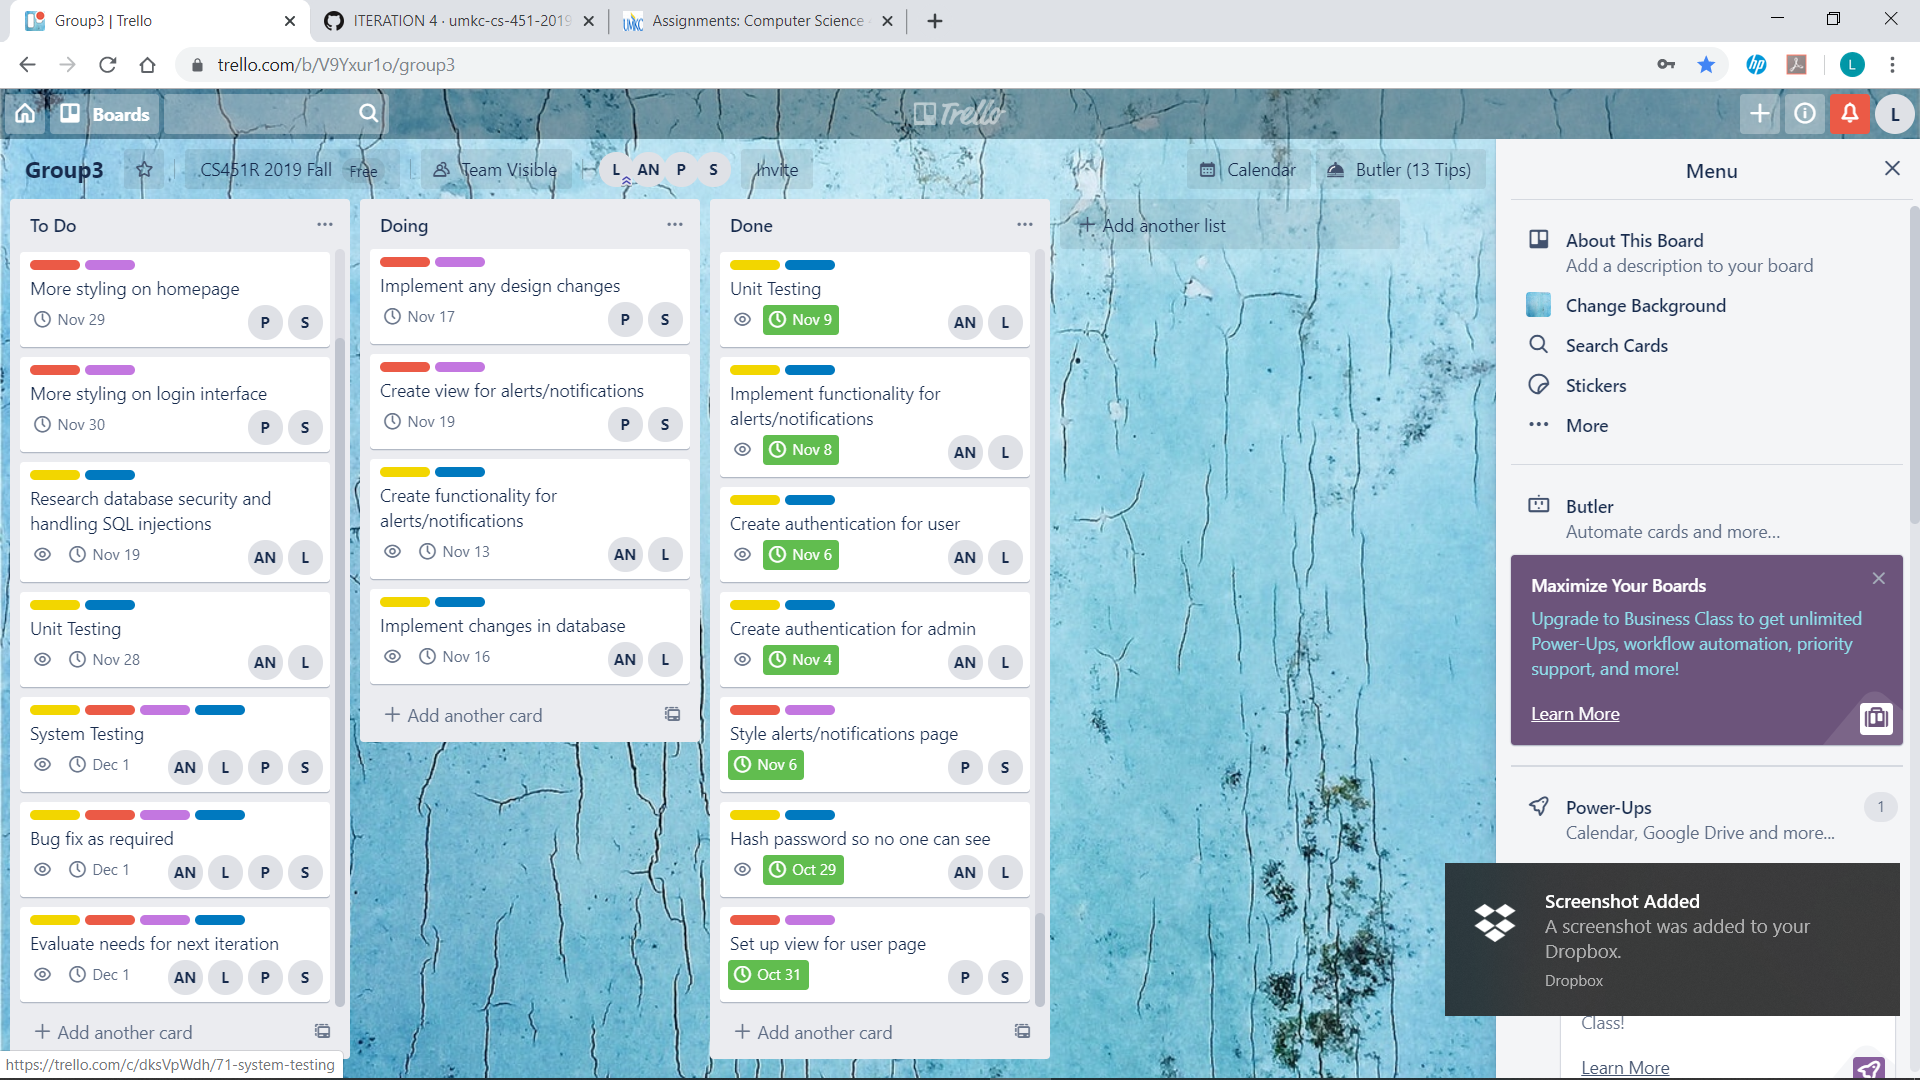 Group3 | Trello
ITERATION 4 · umkc-cs-451-2019
UMKC
Assignments: Computer Science
trello.com/b/V9Yxur1o/group3
hp
L
Boards
Trello
L
Group3
CS451R 2019 Fall Free
Team Visible
L AN P S
Invite
Calendar
Butler (13 Tips)
To Do
More styling on homepage
Nov 29
P S
More styling on login interface
Nov 30
P S
Research database security and
handling SQL injections
Nov 19
AN L
Unit Testing
Nov 28
AN L
System Testing
Dec 1
AN L P S
Bug fix as required
Dec 1
AN L P S
Evaluate needs for next iteration
Dec 1
AN L P S
+ Add another card
Doing
Implement any design changes
Nov 17
P S
Create view for alerts/notifications
Nov 19
P S
Create functionality for
alerts/notifications
Nov 13
AN L
Implement changes in database
Nov 16
AN L
+ Add another card
Done
Unit Testing
Nov 9
AN L
Implement functionality for
alerts/notifications
Nov 8
AN L
Create authentication for user
Nov 6
AN L
Create authentication for admin
Nov 4
AN L
Style alerts/notifications page
Nov 6
P S
Hash password so no one can see
Oct 29
AN L
Set up view for user page
Oct 31
P S
+ Add another card
+ Add another list
Menu
About This Board
Add a description to your board
Change Background
Search Cards
Stickers
More
Butler
Automate cards and more...
Maximize Your Boards
Upgrade to Business Class to get unlimited
Power-Ups, workflow automation, priority
support, and more!
Learn More
Power-Ups
1
Calendar, Google Drive and more...
Screenshot Added
A screenshot was added to your
Dropbox.
Dropbox
Class!
Learn More
https://trello.com/c/dksVpWdh/71-system-testing